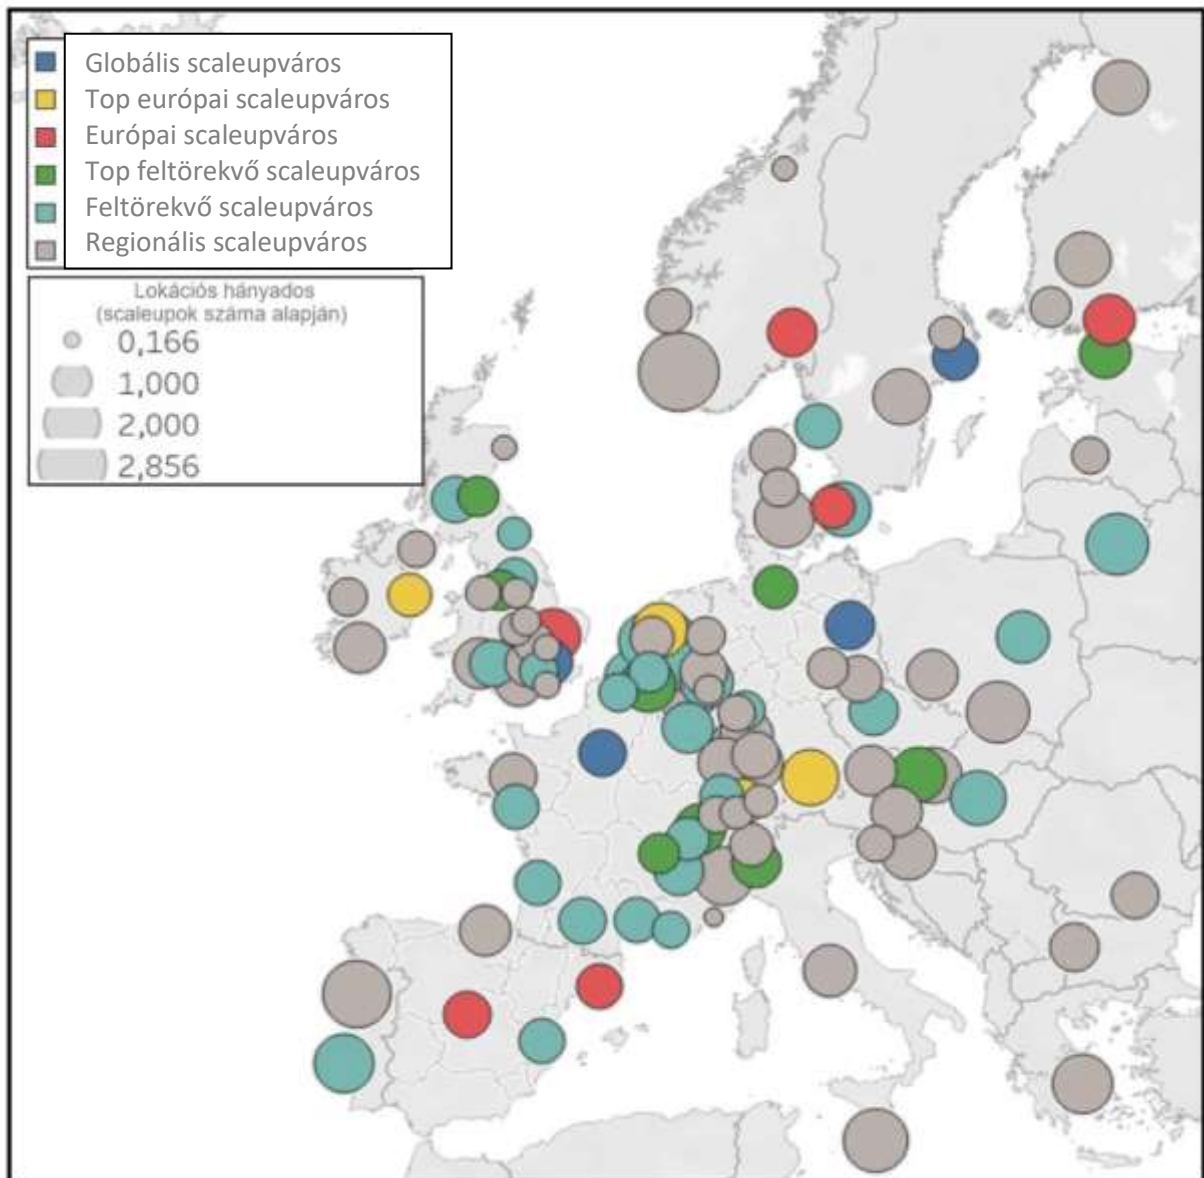 Globális scaleupváros
Top európai scaleupváros
Európai scaleupváros
Top feltörekvő scaleupváros
Feltörekvő scaleupváros
Regionális scaleupváros
Lokációs hányados
(scaleupok száma alapján)
0,166
1,000
2,000
2,856